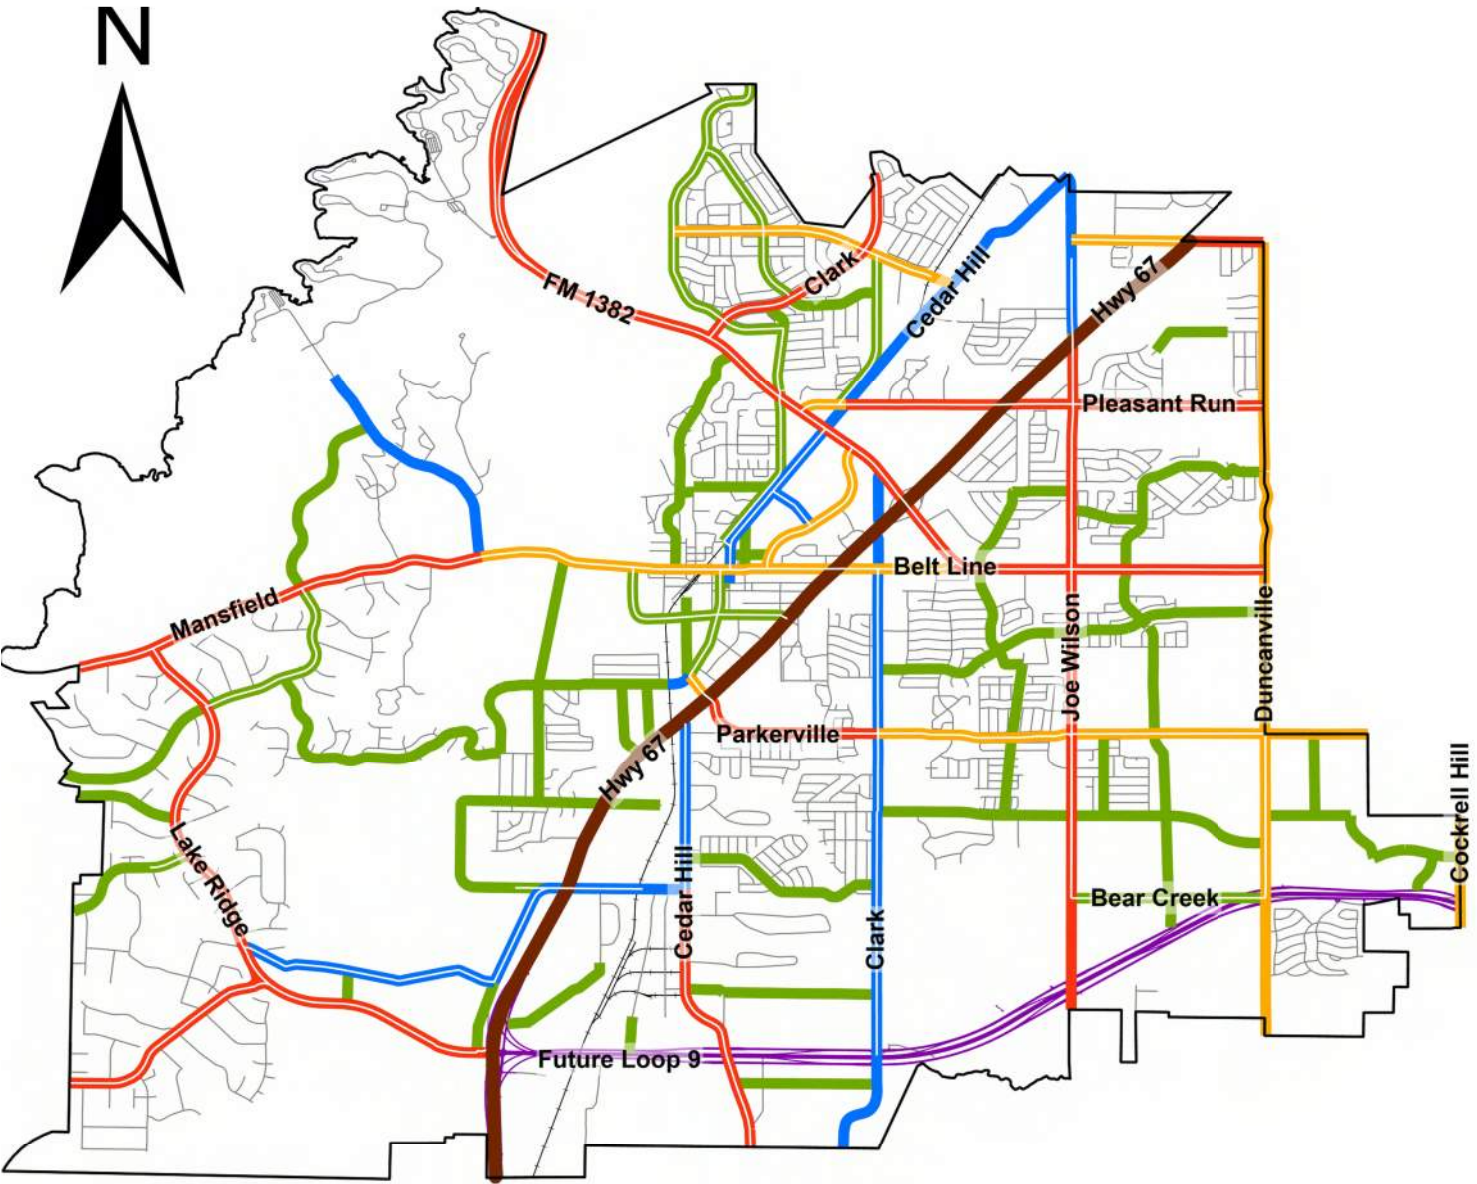 N
FM 1382
Clark
Cedar Hill
Hwy 67
Pleasant Run
Belt Line
Mansfield
Joe Wilson
Duncanville
Parkerville
Hwy 67
Cockrell Hill
Lake Ridge
Cedar Hill
Clark
Bear Creek
Future Loop 9